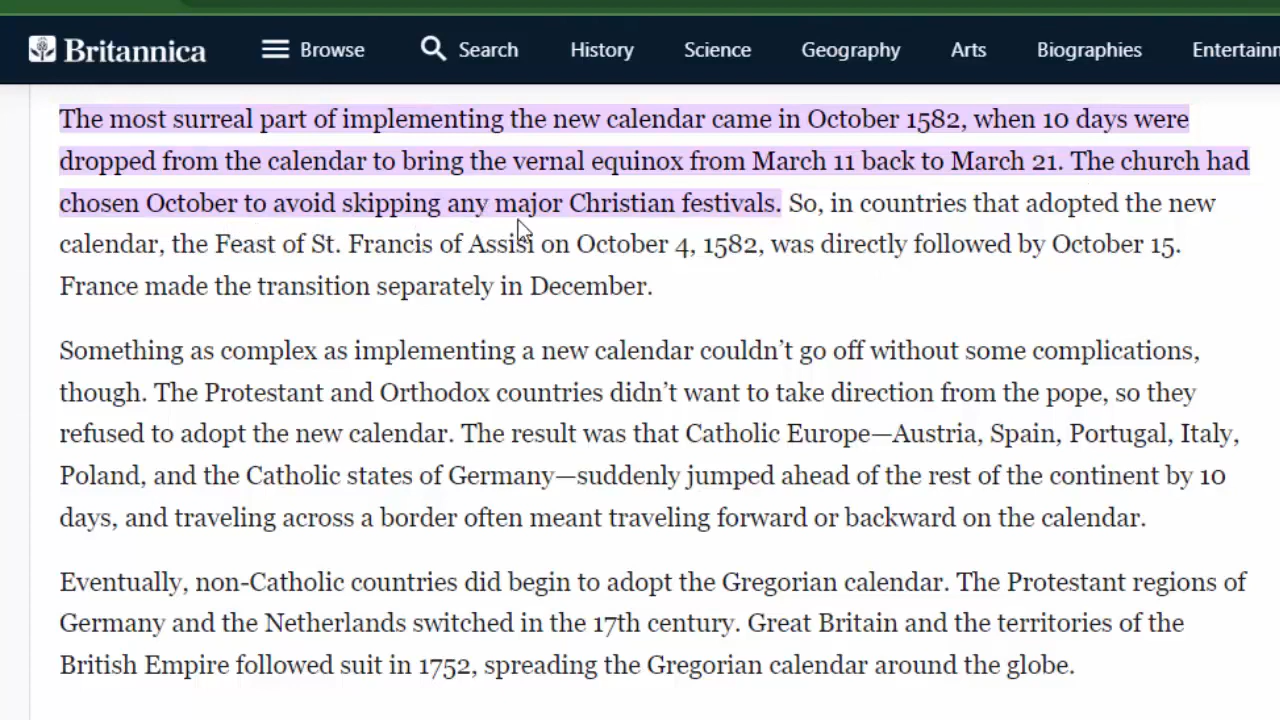 Britannica Browse Search History Science Geography Arts Biographies Entertainn
The most surreal part of implementing the new calendar came in October 1582, when 10 days were
dropped from the calendar to bring the vernal equinox from March 11 back to March 21. The church had
chosen October to avoid skipping any major Christian festivals. So, in countries that adopted the new
calendar, the Feast of St. Francis of Assisi on October 4, 1582, was directly followed by October 15.
France made the transition separately in December.
Something as complex as implementing a new calendar couldn’t go off without some complications,
though. The Protestant and Orthodox countries didn’t want to take direction from the pope, so they
refused to adopt the new calendar. The result was that Catholic Europe—Austria, Spain, Portugal, Italy,
Poland, and the Catholic states of Germany—suddenly jumped ahead of the rest of the continent by 10
days, and traveling across a border often meant traveling forward or backward on the calendar.
Eventually, non-Catholic countries did begin to adopt the Gregorian calendar. The Protestant regions of
Germany and the Netherlands switched in the 17th century. Great Britain and the territories of the
British Empire followed suit in 1752, spreading the Gregorian calendar around the globe.